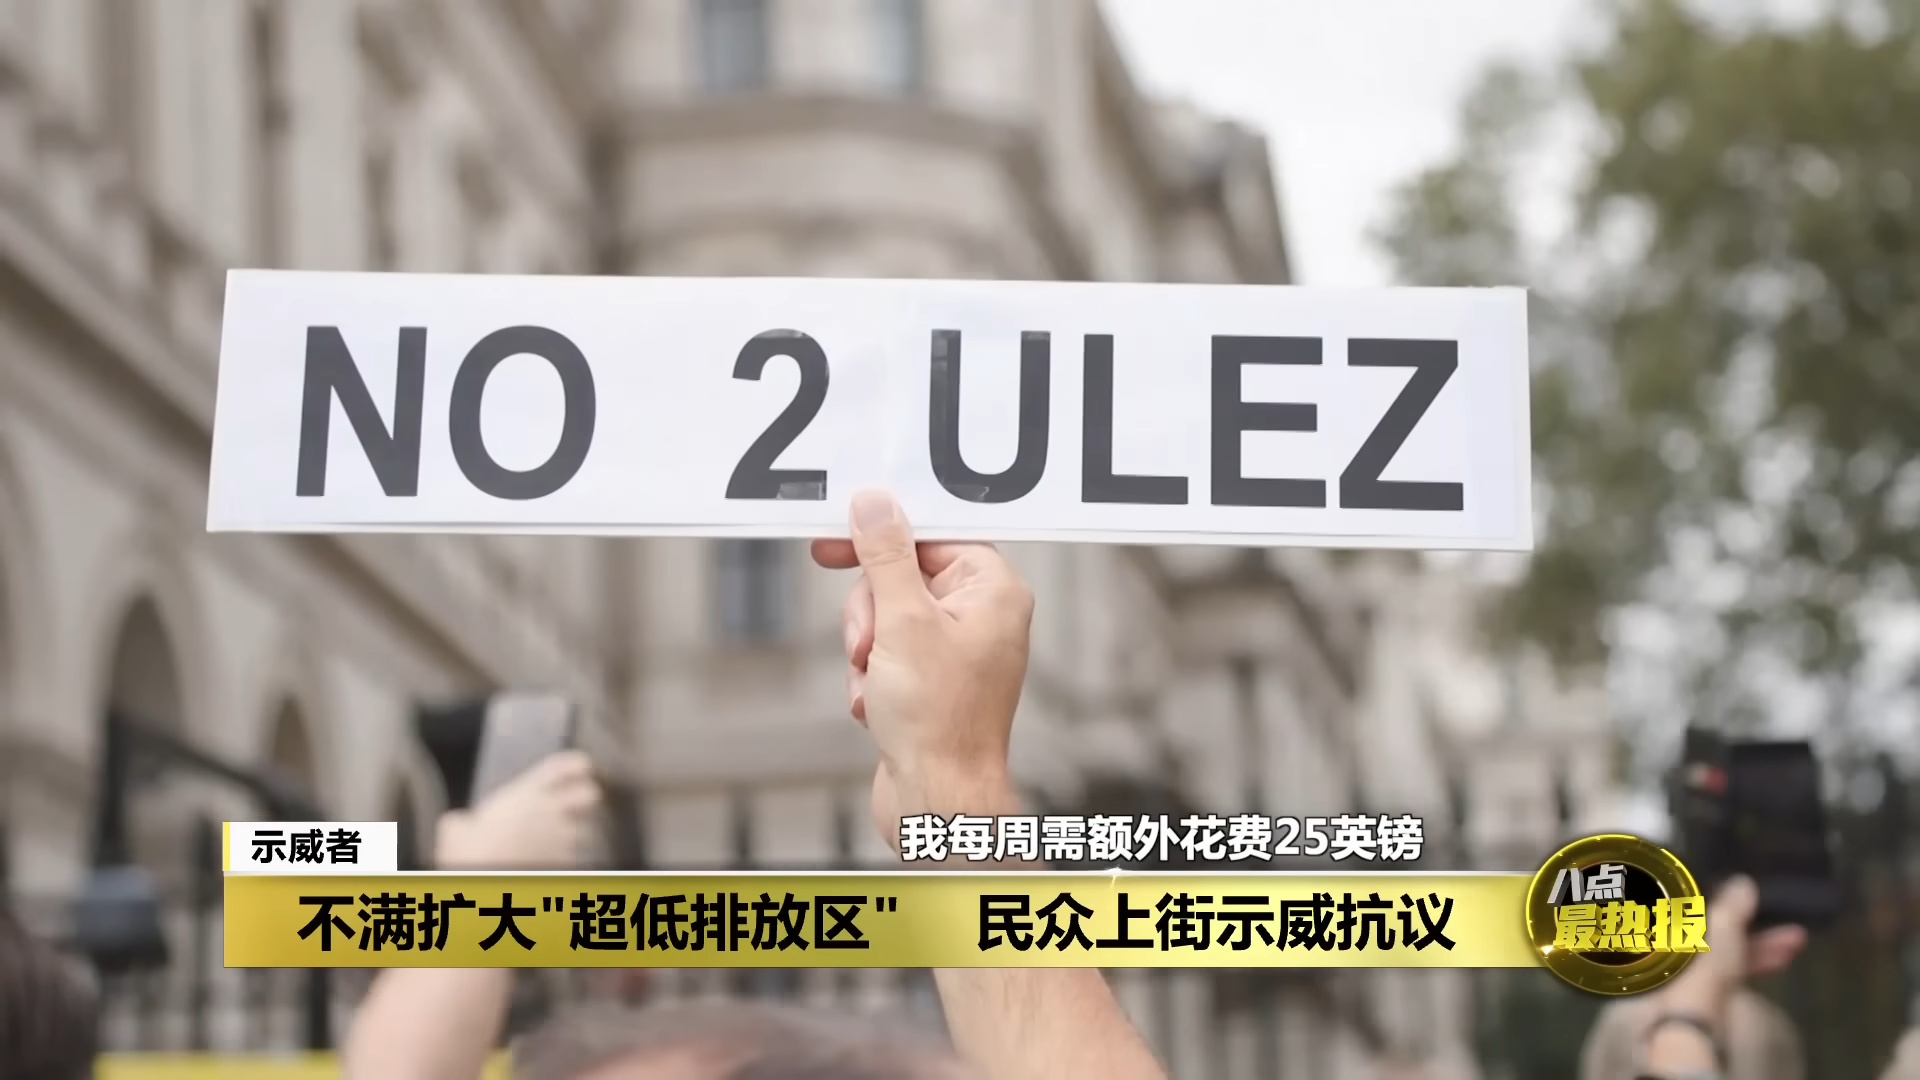 NO 2 ULEZ
我每周需额外花费25英镑
示威者
不满扩大"超低排放区" 民众上街示威抗议
八点
最热报